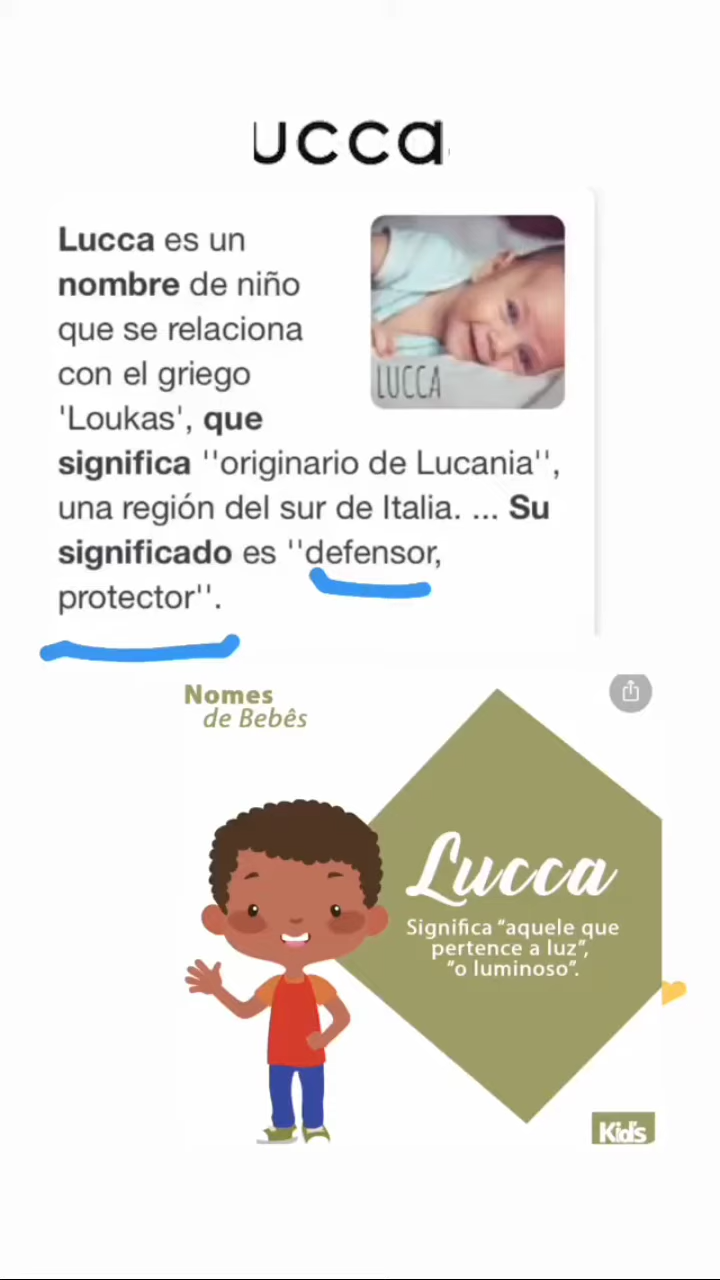 ucca
Lucca es un
nombre de niño
que se relaciona
con el griego
'Loukas', que
significa ''originario de Lucania'',
una región del sur de Italia. ... Su
significado es ''defensor,
protector''.
LUCCA
Nomes
de Bebês
Lucca
Significa “aquele que
pertence a luz”,
“o luminoso”.
Kid's